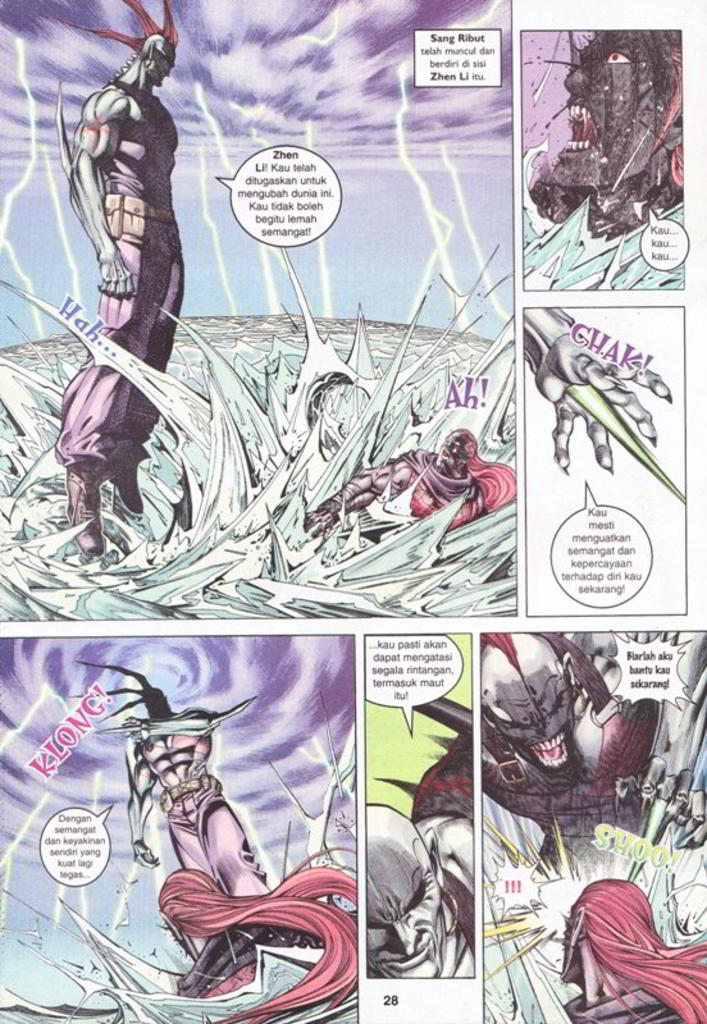 Sang Ribut
telah muncul dan
berdiri di sisi
Zhen Li itu.
Zhen
Li! Kau telah
ditugaskan untuk
mengubah dunia ini.
Kau tidak boleh
begitu lemah
semangat!
Hah...
Ah!
Kau...
kau...
kau...
CHAK!
Kau
mesti
menguatkan
semangat dan
kepercayaan
terhadap diri kau
sekarang!
KLONG!
Dengan
semangat dan
keyakinan
sendiri yang
kuat lagi
tegas...
...kau pasti akan
dapat mengatasi
segala rintangan,
termasuk maut
itu!
Biarlah aku
bantu kau
sekarang!
SHOO!
!!!
28